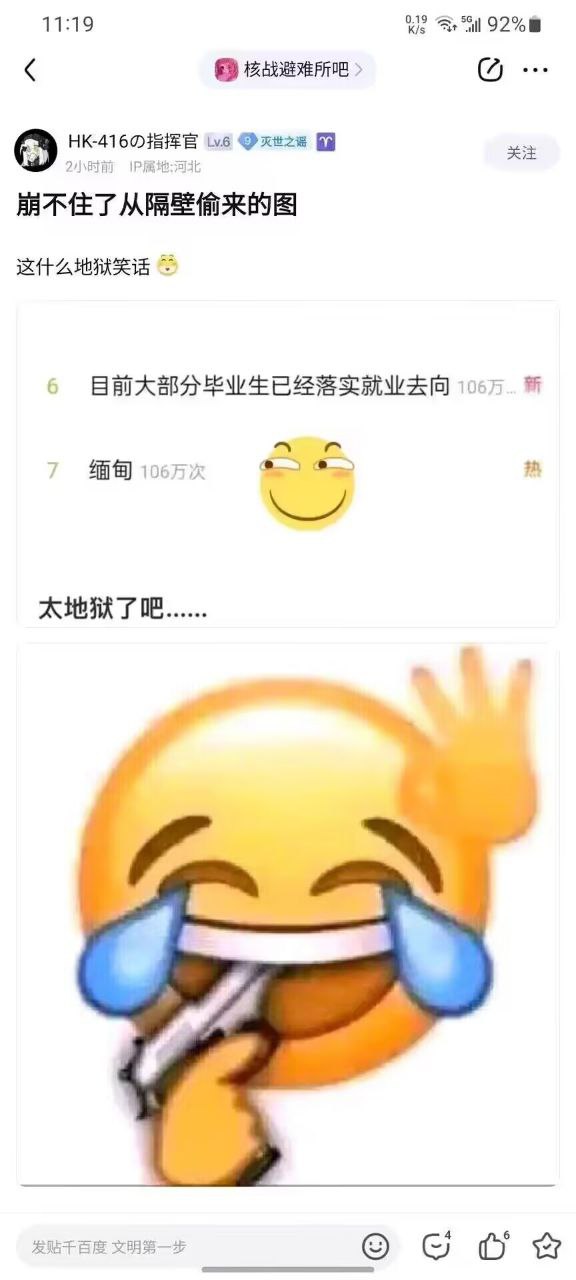 11:19
0.19 K/s
5G
92%
核战避难所吧
HK-416の指挥官 Lv.6 9 灭世之谣
2小时前 IP属地:河北
关注
崩不住了从隔壁偷来的图
这什么地狱笑话
6 目前大部分毕业生已经落实就业去向 106万... 新
7 缅甸 106万次 热
太地狱了吧......
发贴千百度 文明第一步
4
6